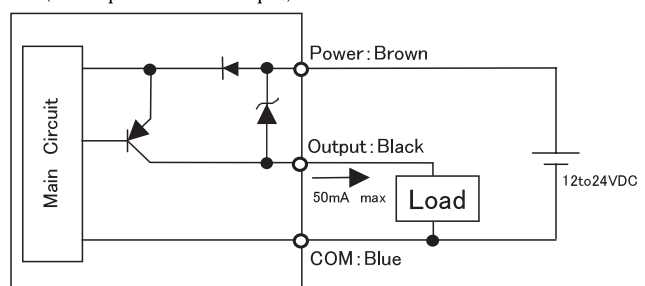 Power:Brown
Main Circuit
Output:Black
50mA max
Load
12to24VDC
COM:Blue